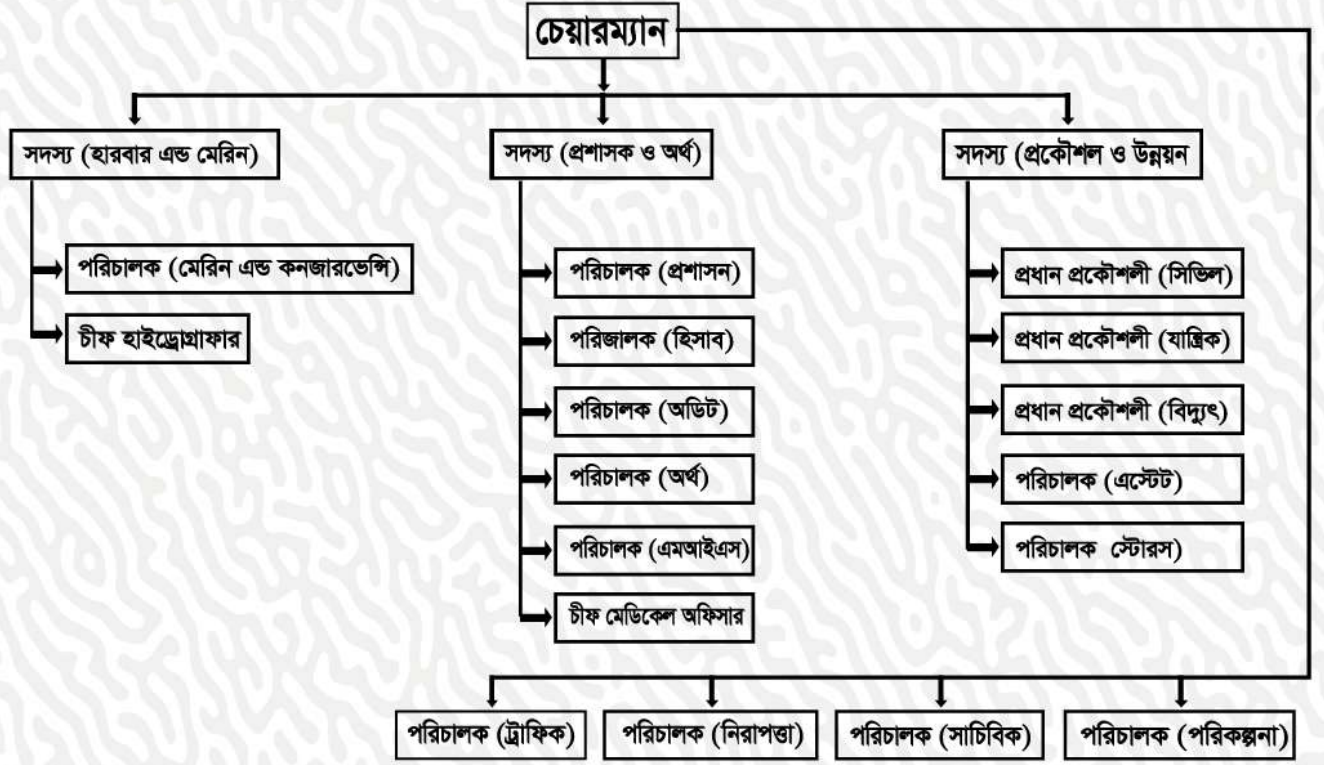 চেয়ারম্যান
সদস্য (হারবার এন্ড মেরিন)
সদস্য (প্রশাসক ও অর্থ)
সদস্য (প্রকৌশল ও উন্নয়ন
পরিচালক (মেরিন এন্ড কনজারভেন্সি)
চীফ হাইড্রোগ্রাফার
পরিচালক (প্রশাসন)
পরিজালক (হিসাব)
পরিচালক (অডিট)
পরিচালক (অর্থ)
পরিচালক (এমআইএস)
চীফ মেডিকেল অফিসার
প্রধান প্রকৌশলী (সিভিল)
প্রধান প্রকৌশলী (যান্ত্রিক)
প্রধান প্রকৌশলী (বিদ্যুৎ)
পরিচালক (এস্টেট)
পরিচালক স্টোরস)
পরিচালক (ট্রাফিক)
পরিচালক (নিরাপত্তা)
পরিচালক (সাচিবিক)
পরিচালক (পরিকল্পনা)